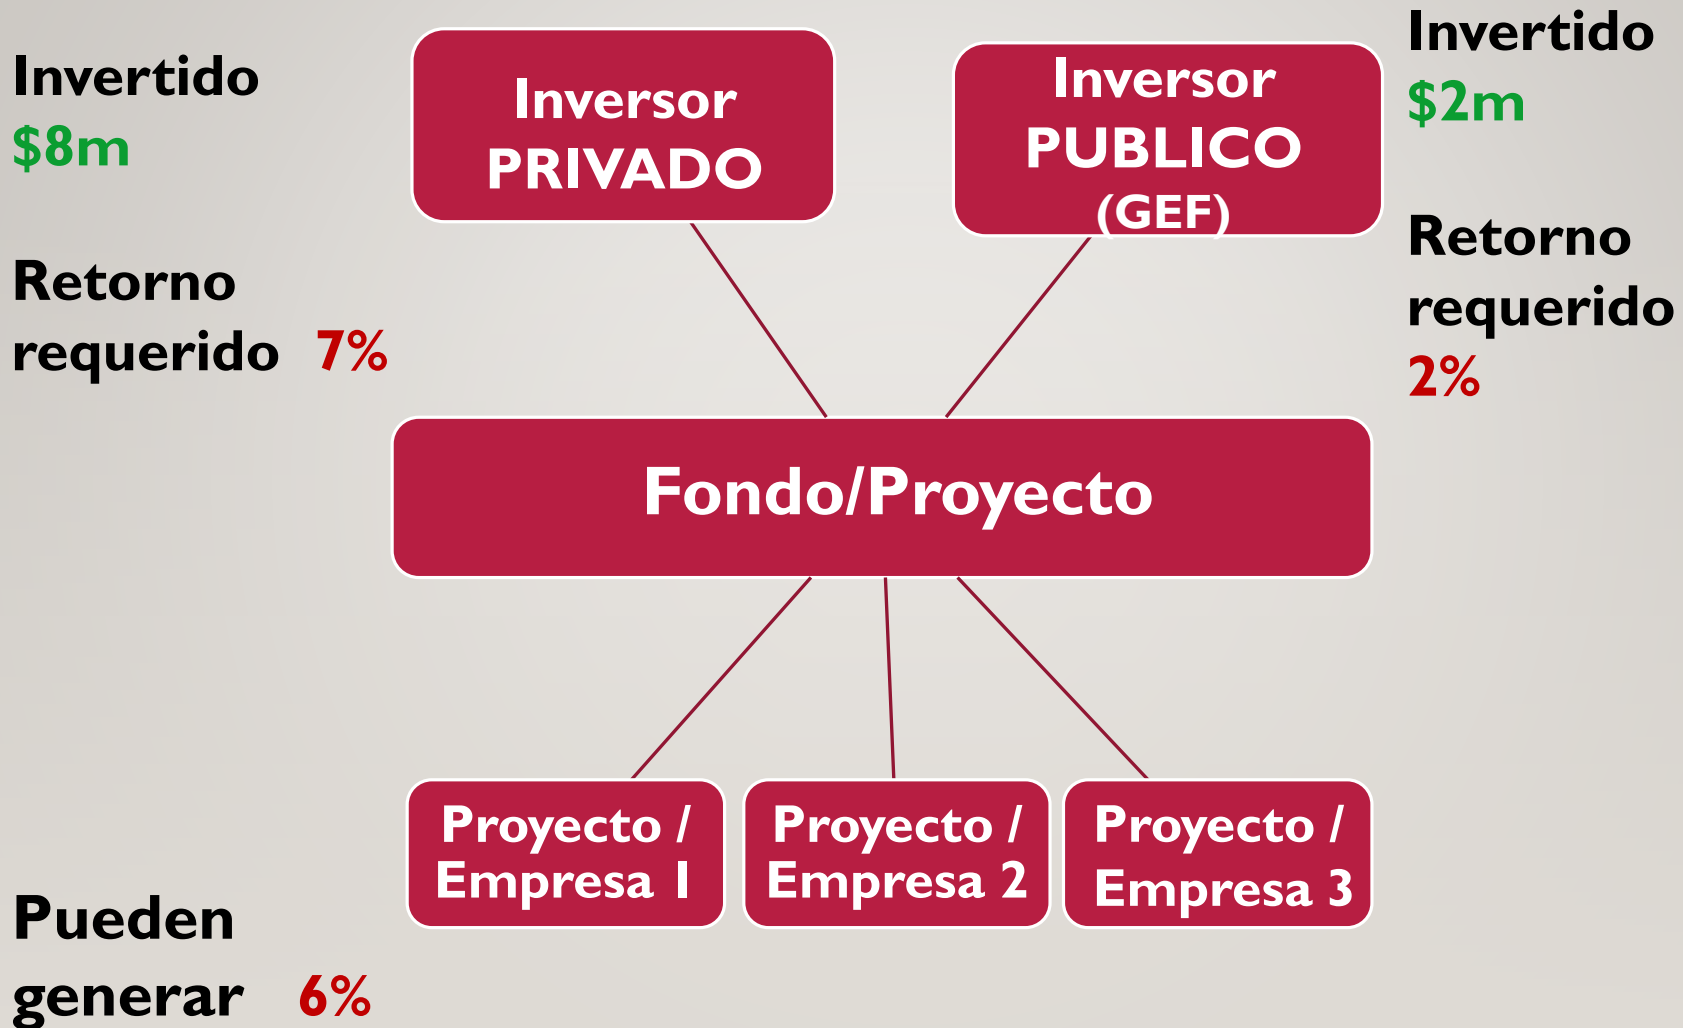 Invertido
$8m
Retorno
requerido 7%
Inversor
PRIVADO
Inversor
PUBLICO
(GEF)
Invertido
$2m
Retorno
requerido
2%
Fondo/Proyecto
Proyecto /
Empresa 1
Proyecto /
Empresa 2
Proyecto /
Empresa 3
Pueden
generar 6%